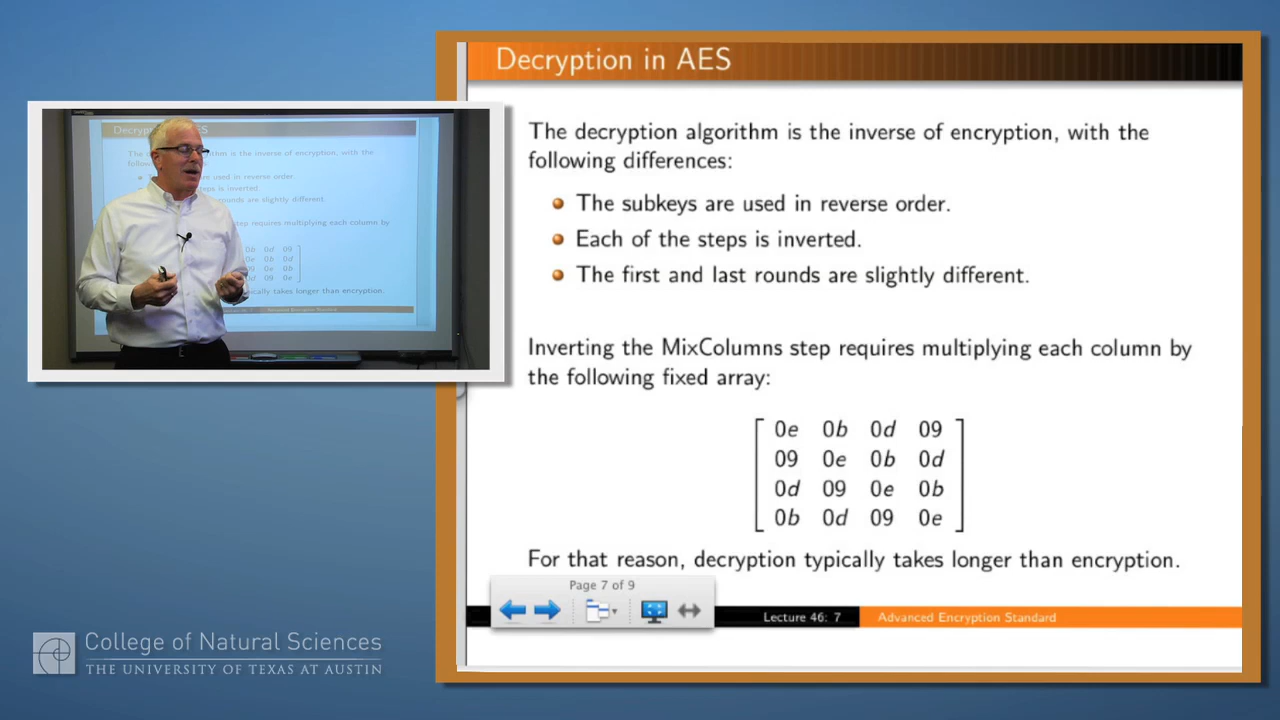 Decryption in AES
The decryption algorithm is the inverse of encryption, with the
following differences:
The subkeys are used in reverse order.
Each of the steps is inverted.
The first and last rounds are slightly different.
Inverting the MixColumns step requires multiplying each column by
the following fixed array:
0e 0b 0d 09
09 0e 0b 0d
0d 09 0e 0b
0b 0d 09 0e
For that reason, decryption typically takes longer than encryption.
Page 7 of 9
Lecture 46: 7 Advanced Encryption Standard
College of Natural Sciences
THE UNIVERSITY OF TEXAS AT AUSTIN